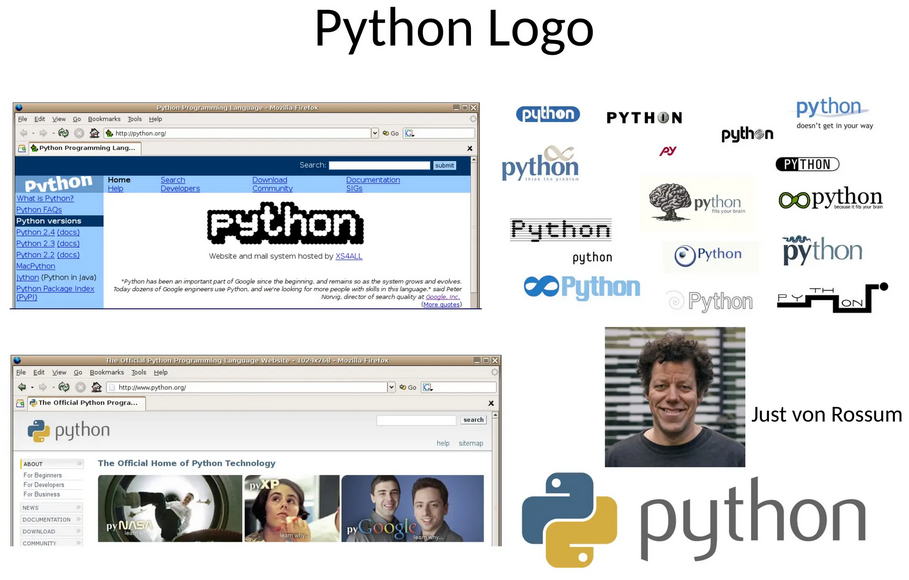 Python Logo
Python Programming Language - Mozilla Firefox
File Edit View Go Bookmarks Tools Help
http://python.org/
Go
Python Programming Lang...
Search:
submit
Python
Home
Search
Download
Documentation
Help
Developers
Community
SIGs
What is Python?
Python FAQs
Python versions
Python 2.4 (docs)
Python 2.3 (docs)
Python 2.2 (docs)
MacPython
Jython (Python in java)
Python Package Index
(PyPI)
python
Website and mail system hosted by XS4ALL
"Python has been an important part of Google since the beginning, and remains so as the system grows and evolves.
Today dozens of Google engineers use Python, and we're looking for more people with skills in this language." said Peter
Norvig, director of search quality at Google, Inc.
(More quotes)
python
PYTHON
python
python
doesn't get in your way
python
think the problem
py
PYTHON
python
fits your brain
python
because it fits your brain
Python
python
Python
python
Python
Python
PYTHON
The Official Python Programming Language Website - 1024x768 - Mozilla Firefox
File Edit View Go Bookmarks Tools Help
http://www.python.org/
Go
The Official Python Progra...
search
python
help sitemap
ABOUT
For Beginners
For Developers
For Business
NEWS
DOCUMENTATION
DOWNLOAD
COMMUNITY
The Official Home of Python Technology
pyNASA
learn why...
pyXP
learn why...
pyGoogle
learn why...
Just von Rossum
python